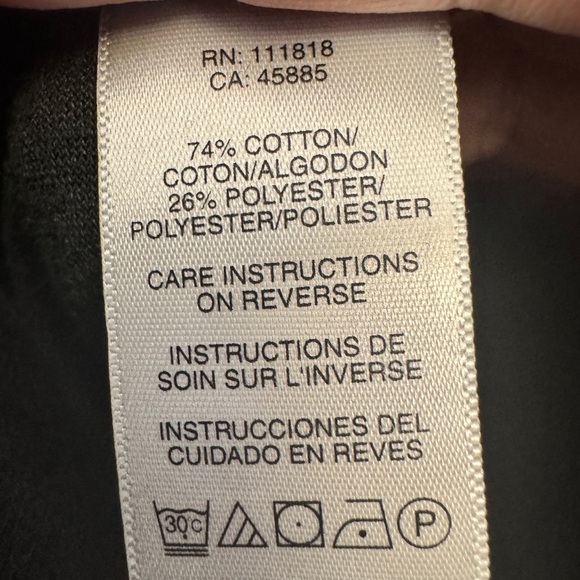 RN: 111818
CA: 45885
74% COTTON/
COTON/ALGODON
26% POLYESTER/
POLYESTER/POLIESTER
CARE INSTRUCTIONS
ON REVERSE
INSTRUCTIONS DE
SOIN SUR L'INVERSE
INSTRUCCIONES DEL
CUIDADO EN REVES
30°C P